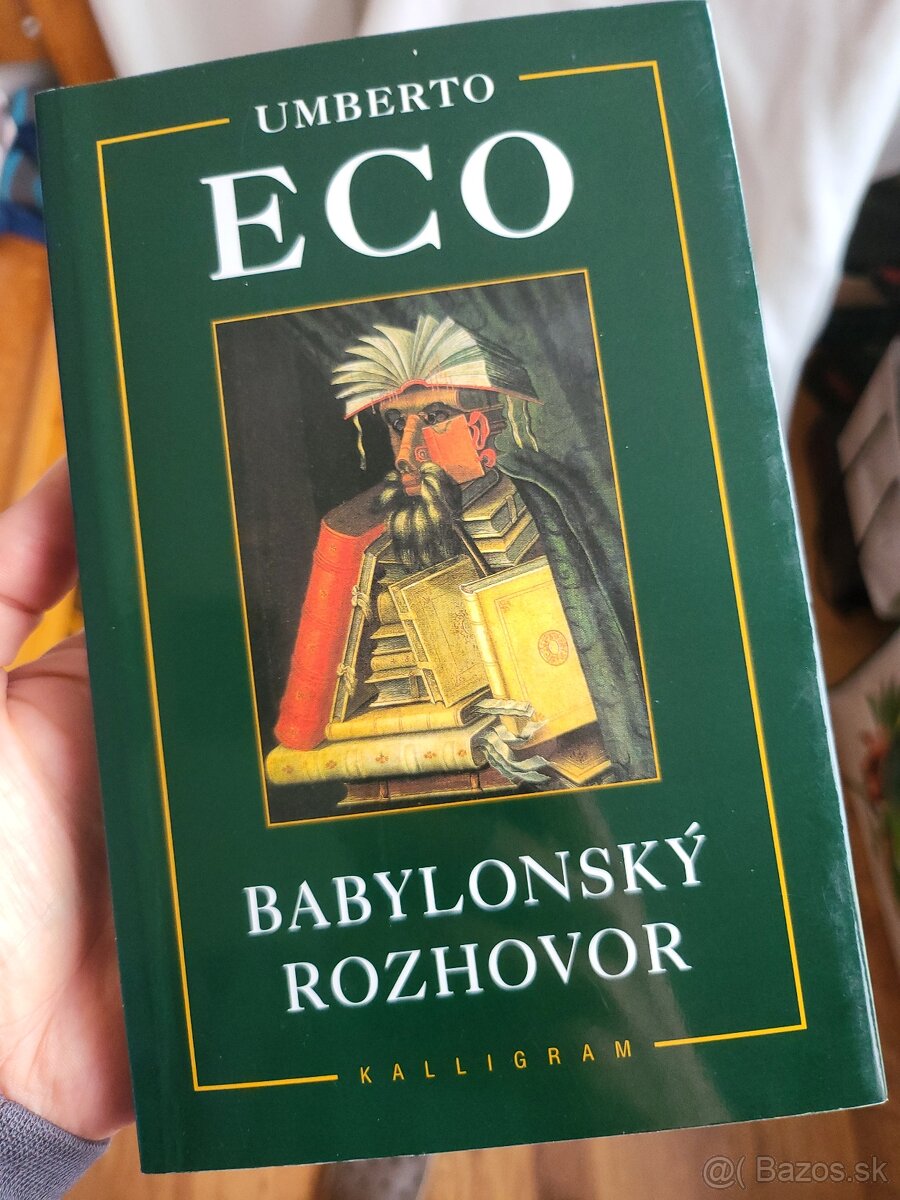 UMBERTO
ECO
BABYLONSKÝ
ROZHOVOR
KALLIGRAM
@( Bazos.sk